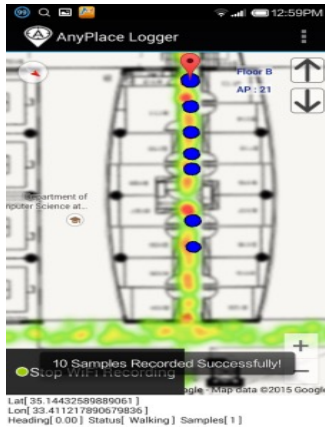 99 12:59PM
AnyPlace Logger
Floor B
AP : 21
Department of
Computer Science at...
10 Samples Recorded Successfully!
Stop WiFi Recording
Map data ©2015 Google
Lat[ 35.14432589889061 ]
Lon[ 33.411217890679836 ]
Heading[ 0.00 ] Status[ Walking ] Samples[ 1 ]